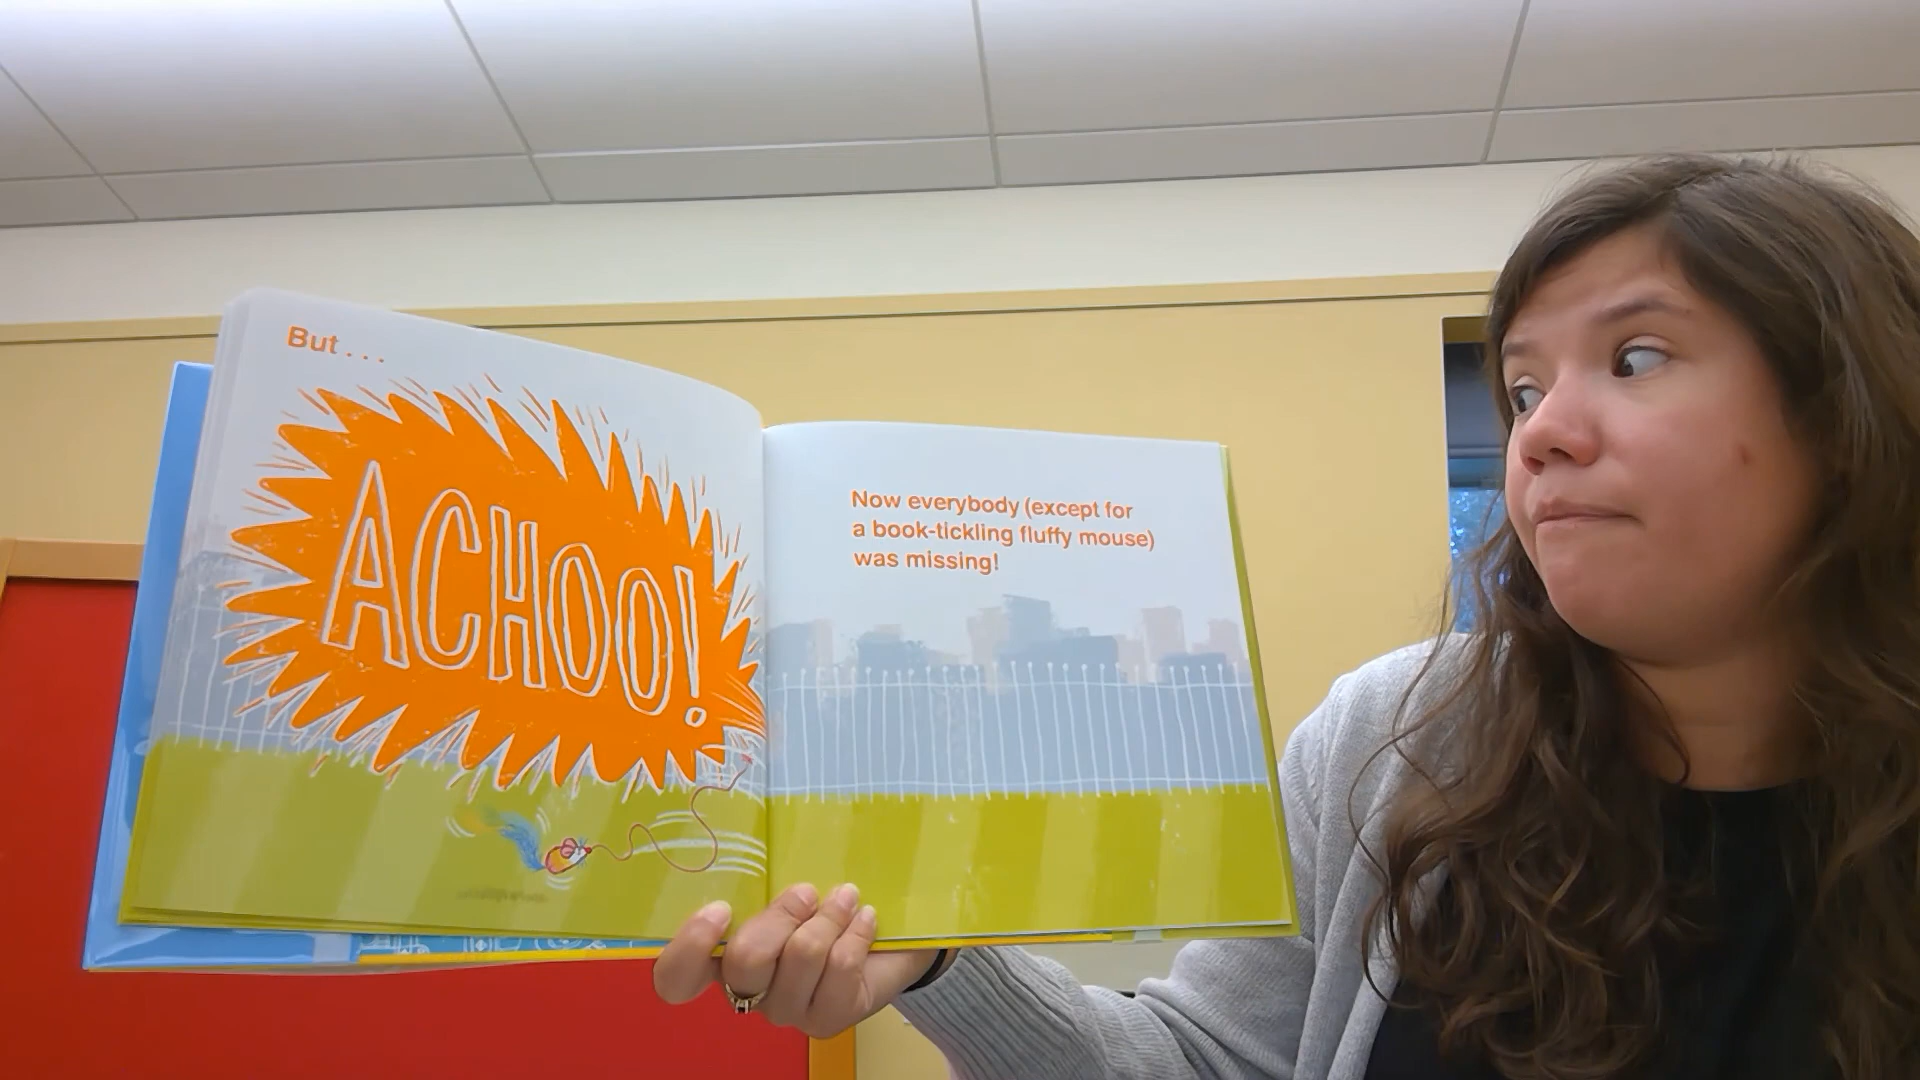 But...
ACHOO!
Now everybody (except for
a book-tickling fluffy mouse)
was missing!